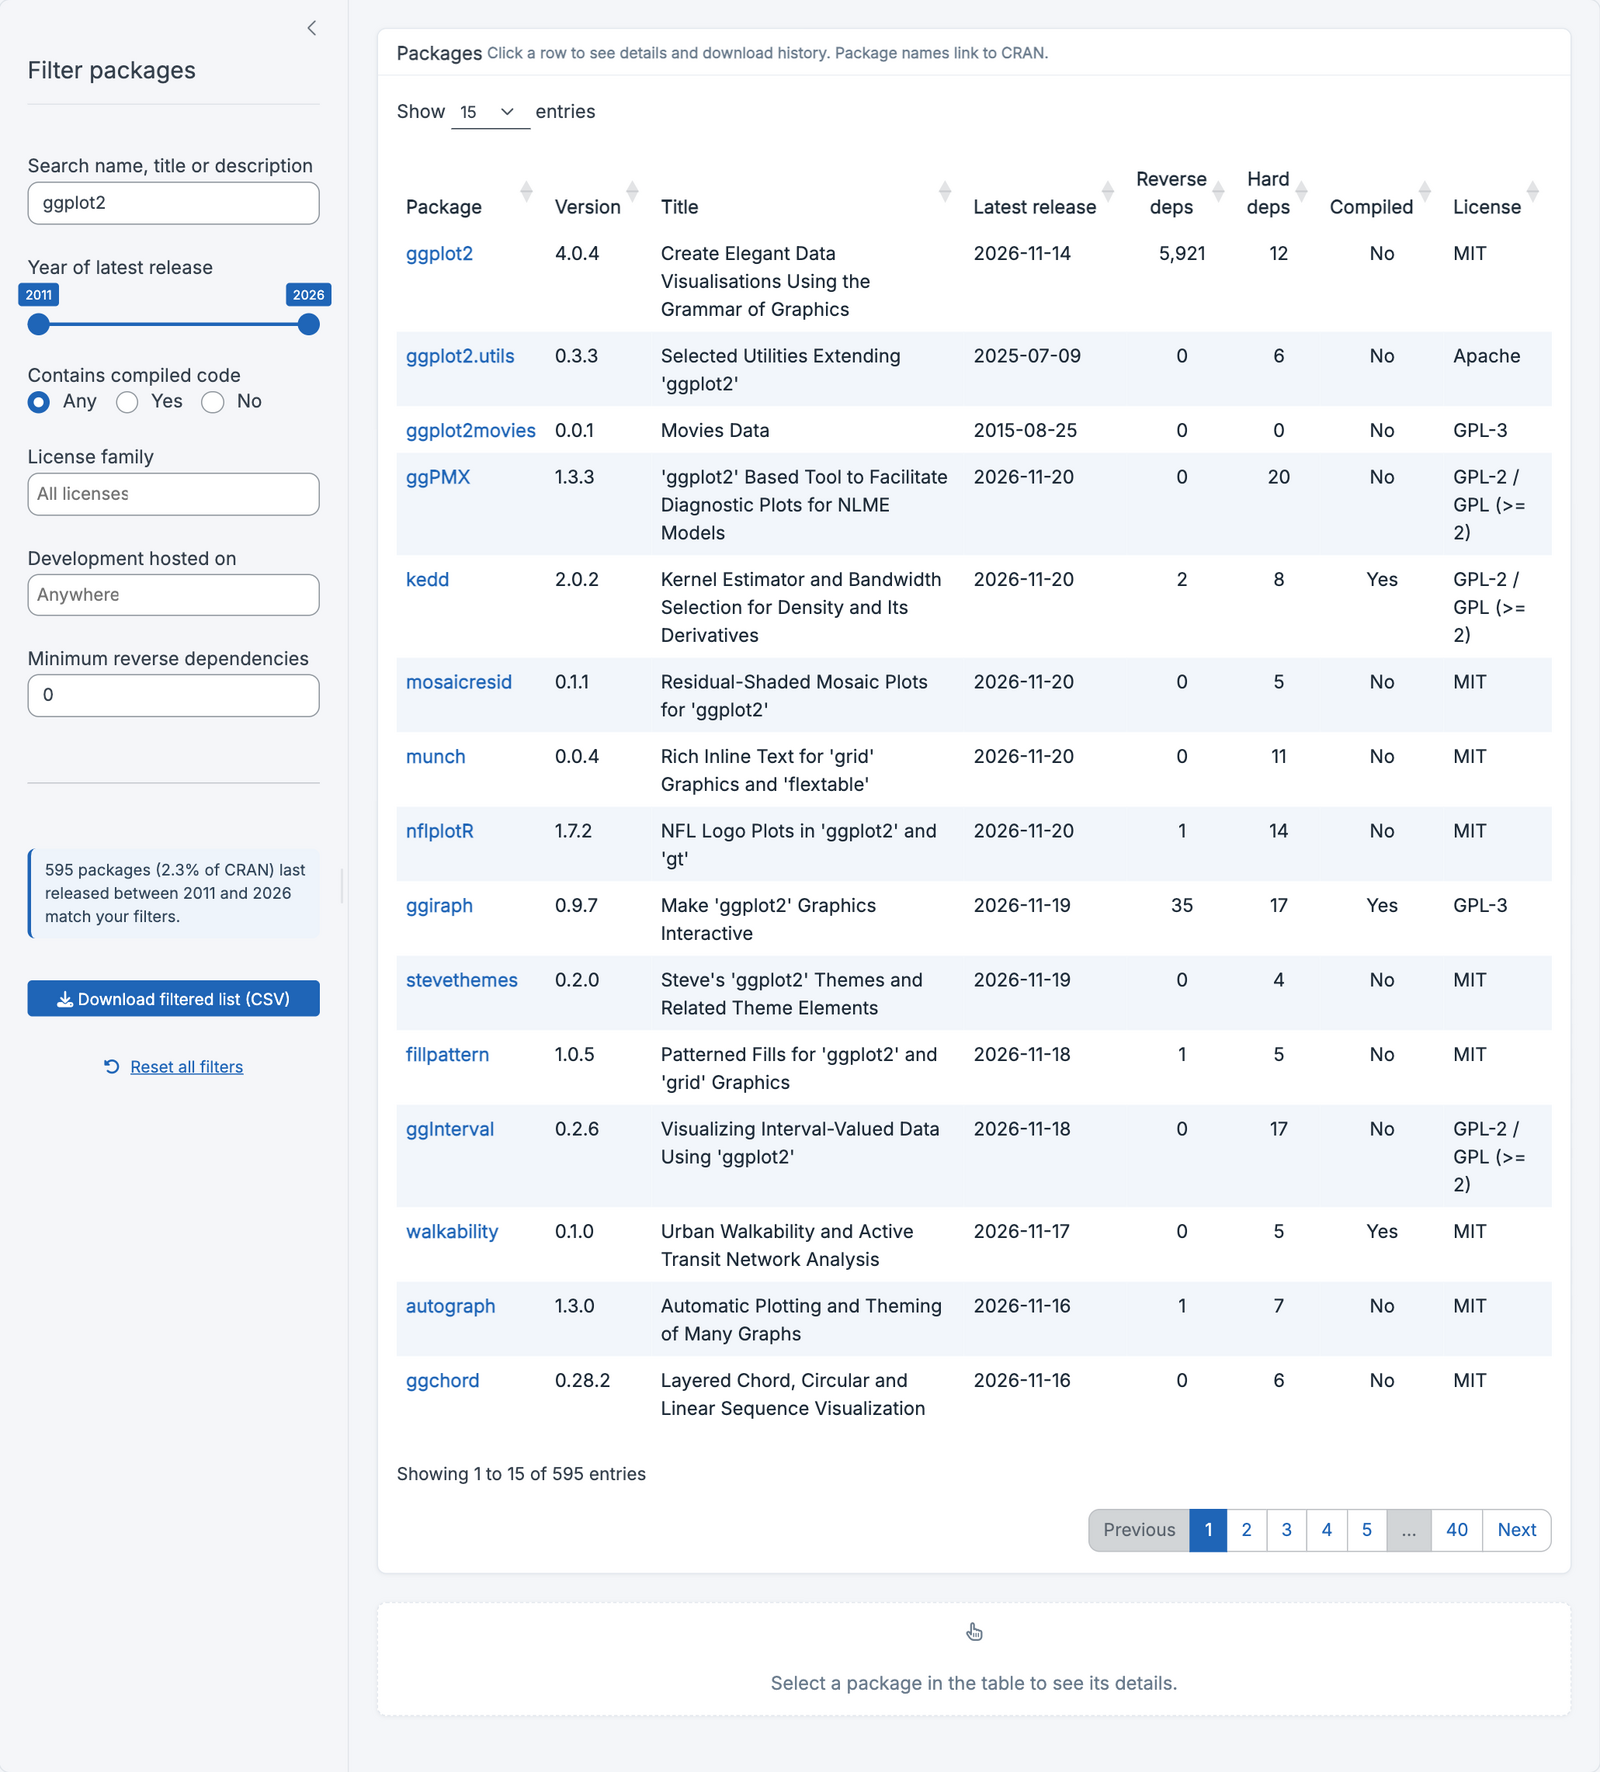 Filter packages
Search name, title or description
ggplot2
Year of latest release
2011 2026
Contains compiled code
Any Yes No
License family
All licenses
Development hosted on
Anywhere
Minimum reverse dependencies
0
595 packages (2.3% of CRAN) last
released between 2011 and 2026
match your filters.
Download filtered list (CSV)
Reset all filters
Packages Click a row to see details and download history. Package names link to CRAN.
Show 15 entries
Reverse Hard
Package Version Title Latest release deps deps Compiled License
ggplot2 4.0.4 Create Elegant Data 2026-11-14 5,921 12 No MIT
Visualisations Using the
Grammar of Graphics
ggplot2.utils 0.3.3 Selected Utilities Extending 2025-07-09 0 6 No Apache
'ggplot2'
ggplot2movies 0.0.1 Movies Data 2015-08-25 0 0 No GPL-3
ggPMX 1.3.3 'ggplot2' Based Tool to Facilitate 2026-11-20 0 20 No GPL-2 /
Diagnostic Plots for NLME GPL (>=
Models 2)
kedd 2.0.2 Kernel Estimator and Bandwidth 2026-11-20 2 8 Yes GPL-2 /
Selection for Density and Its GPL (>=
Derivatives 2)
mosaicresid 0.1.1 Residual-Shaded Mosaic Plots 2026-11-20 0 5 No MIT
for 'ggplot2'
munch 0.0.4 Rich Inline Text for 'grid' 2026-11-20 0 11 No MIT
Graphics and 'flextable'
nflplotR 1.7.2 NFL Logo Plots in 'ggplot2' and 2026-11-20 1 14 No MIT
'gt'
ggiraph 0.9.7 Make 'ggplot2' Graphics 2026-11-19 35 17 Yes GPL-3
Interactive
stevethemes 0.2.0 Steve's 'ggplot2' Themes and 2026-11-19 0 4 No MIT
Related Theme Elements
fillpattern 1.0.5 Patterned Fills for 'ggplot2' and 2026-11-18 1 5 No MIT
'grid' Graphics
ggInterval 0.2.6 Visualizing Interval-Valued Data 2026-11-18 0 17 No GPL-2 /
Using 'ggplot2' GPL (>=
2)
walkability 0.1.0 Urban Walkability and Active 2026-11-17 0 5 Yes MIT
Transit Network Analysis
autograph 1.3.0 Automatic Plotting and Theming 2026-11-16 1 7 No MIT
of Many Graphs
ggchord 0.28.2 Layered Chord, Circular and 2026-11-16 0 6 No MIT
Linear Sequence Visualization
Showing 1 to 15 of 595 entries
Previous 1 2 3 4 5 ... 40 Next
Select a package in the table to see its details.